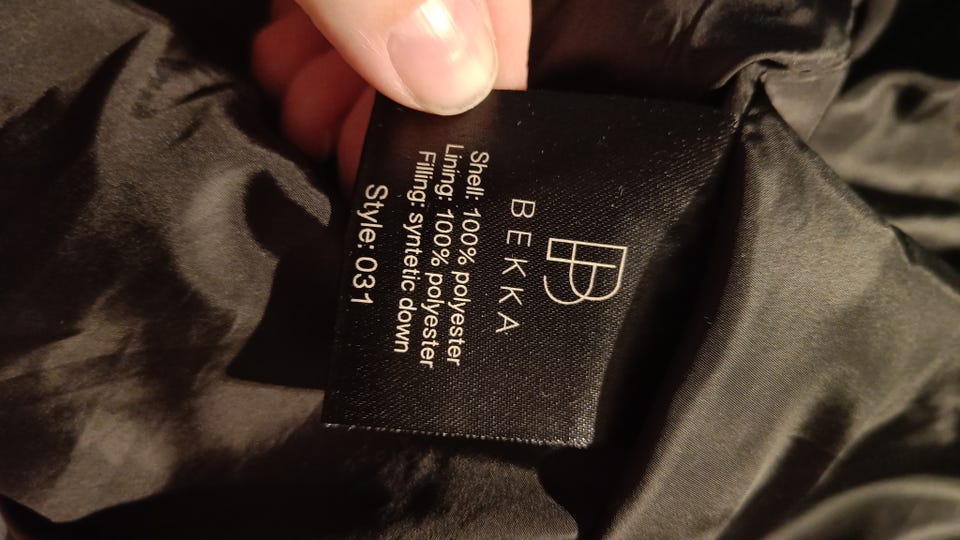 BEKKA
Shell: 100% polyester
Lining: 100% polyester
Filling: syntetic down
Style: 031